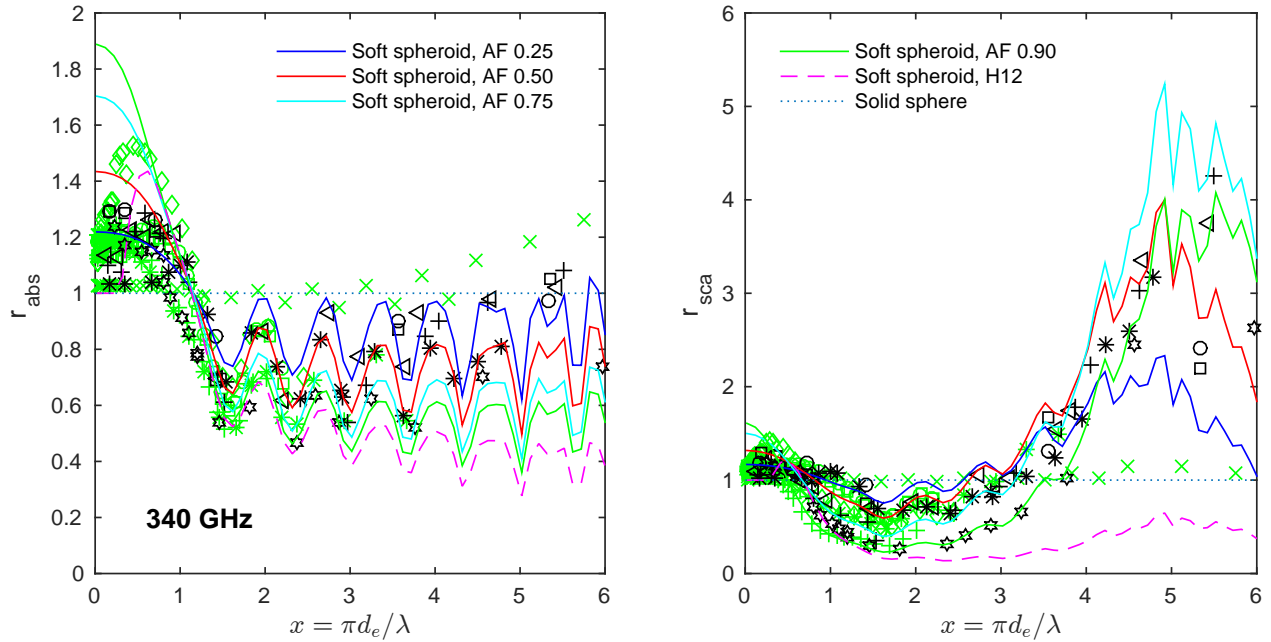 2
1.8
1.6
1.4
1.2
1
0.8
0.6
0.4
0.2
0
r_abs
Soft spheroid, AF 0.25
Soft spheroid, AF 0.50
Soft spheroid, AF 0.75
340 GHz
0 1 2 3 4 5 6
x = πd_e/λ
6
5
4
3
2
1
0
r_sca
Soft spheroid, AF 0.90
Soft spheroid, H12
Solid sphere
0 1 2 3 4 5 6
x = πd_e/λ